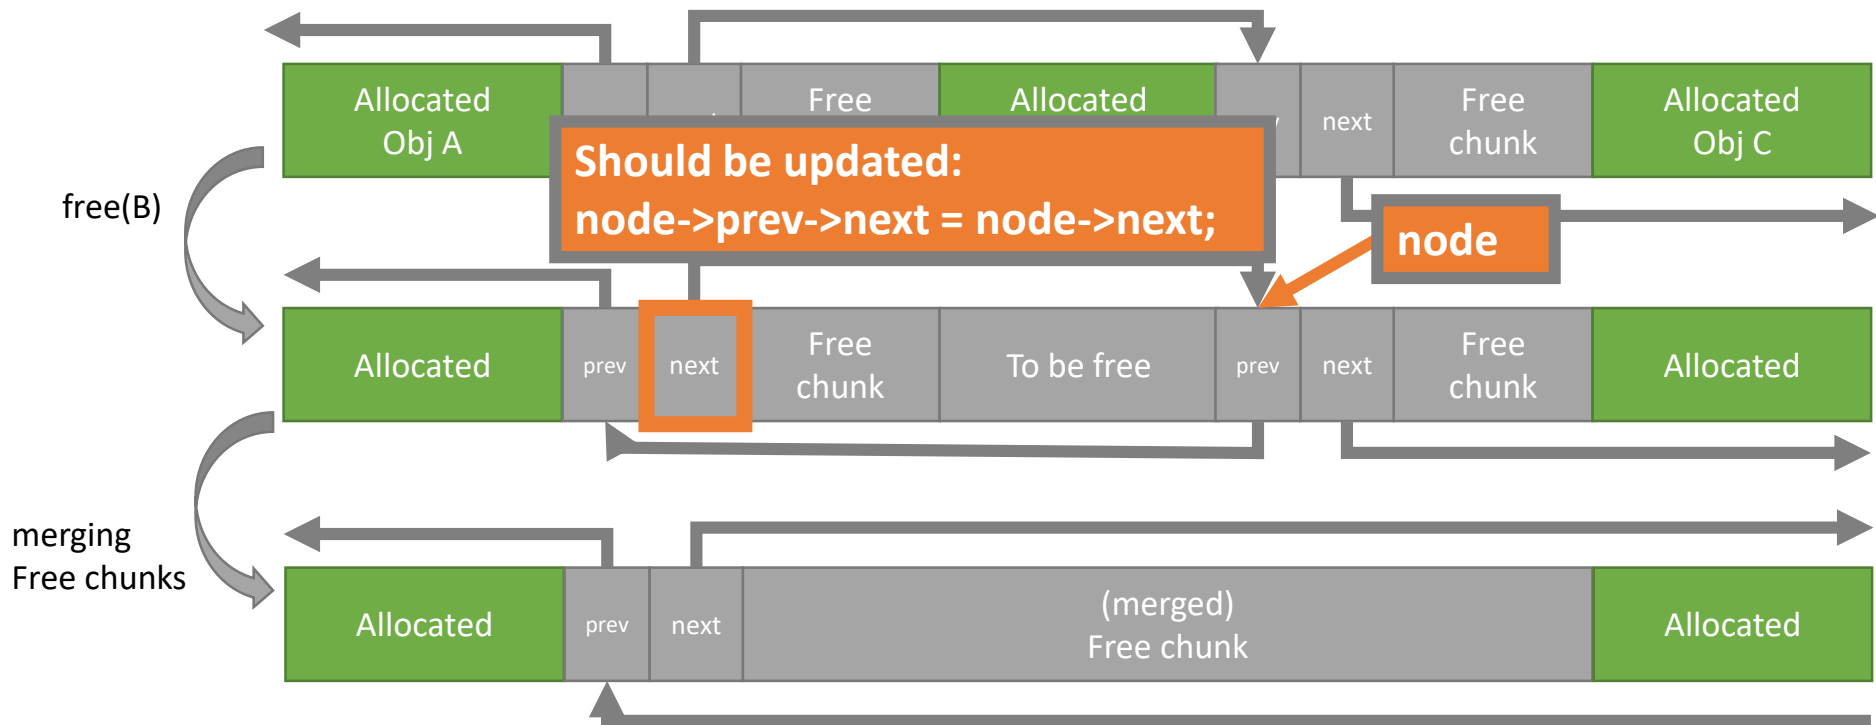 Allocated
Obj A
Free
Allocated
next
Free
chunk
Allocated
Obj C
Should be updated:
node->prev->next = node->next;
free(B)
node
Allocated
prev
next
Free
chunk
To be free
prev
next
Free
chunk
Allocated
merging
Free chunks
Allocated
prev
next
(merged)
Free chunk
Allocated